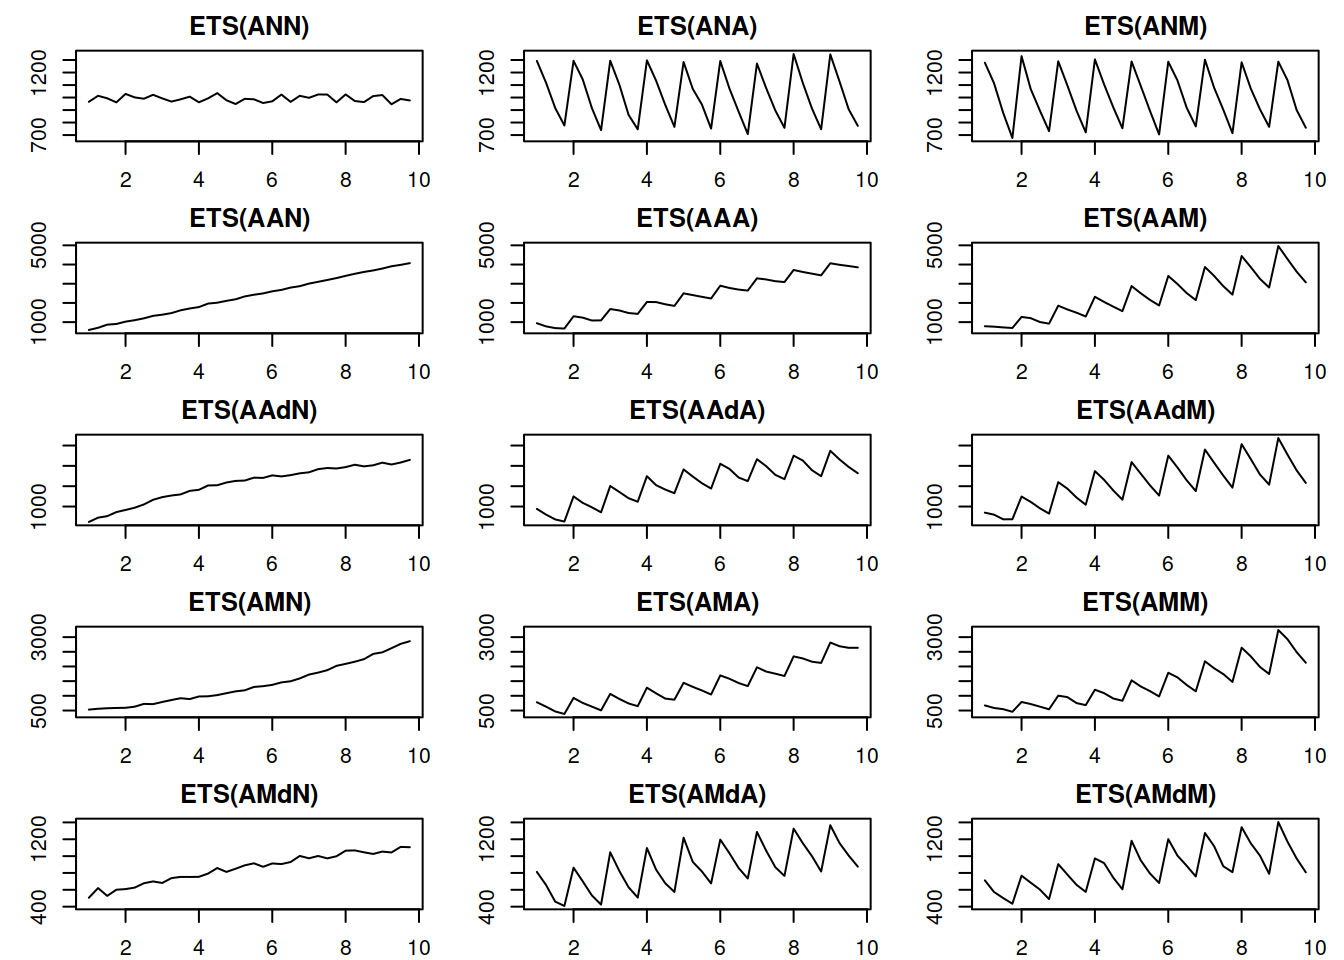 ETS(ANN) ETS(ANA) ETS(ANM)
1200 1200 1200
700 700 700
2 4 6 8 10 2 4 6 8 10 2 4 6 8 10
ETS(AAN) ETS(AAA) ETS(AAM)
5000 5000 5000
1000 1000 1000
2 4 6 8 10 2 4 6 8 10 2 4 6 8 10
ETS(AAdN) ETS(AAdA) ETS(AAdM)
1000 1000 1000
2 4 6 8 10 2 4 6 8 10 2 4 6 8 10
ETS(AMN) ETS(AMA) ETS(AMM)
3000 3000 3000
500 500 500
2 4 6 8 10 2 4 6 8 10 2 4 6 8 10
ETS(AMdN) ETS(AMdA) ETS(AMdM)
1200 1200 1200
400 400 400
2 4 6 8 10 2 4 6 8 10 2 4 6 8 10